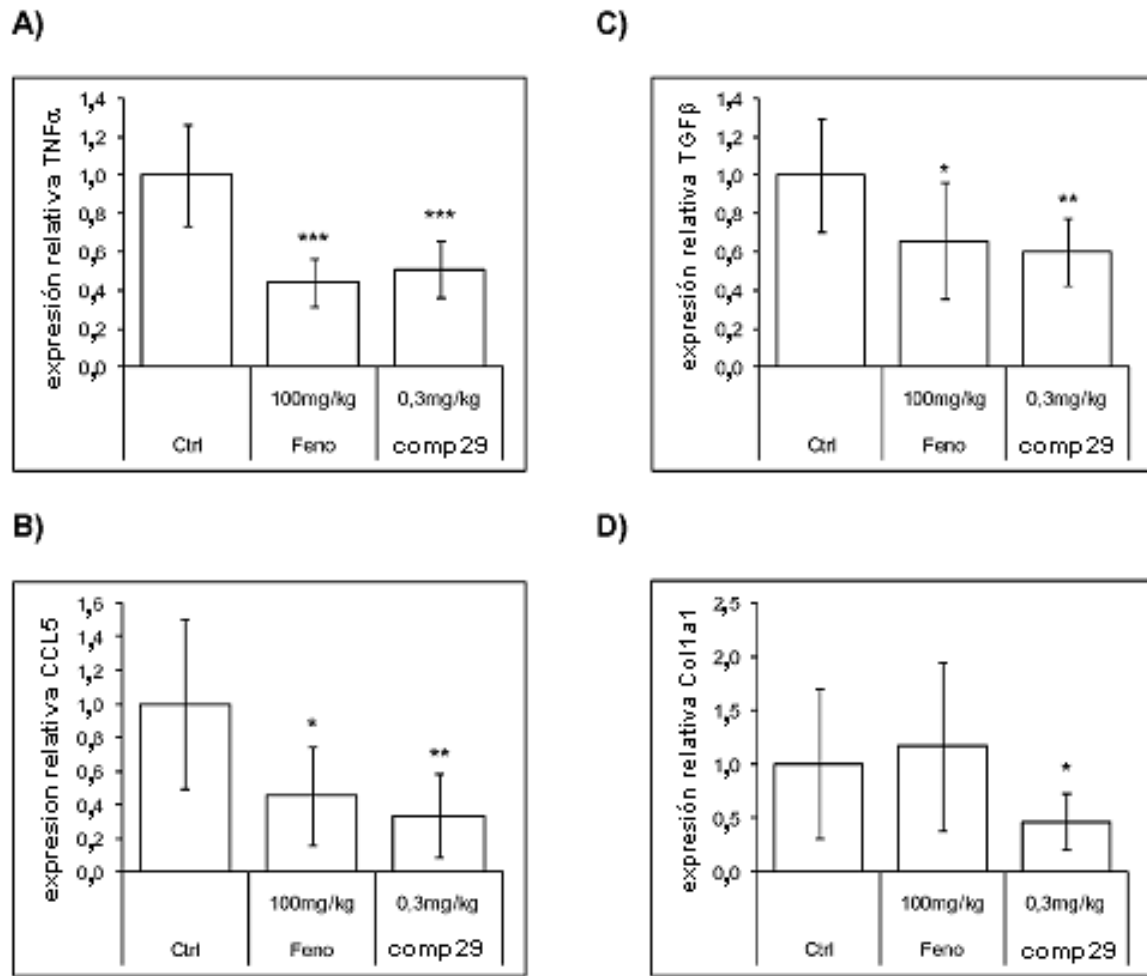 A)
expresión relativa TNFα
1,4
1,2
1,0
0,8
0,6
0,4
0,2
0,0
***
***
100mg/kg
0,3mg/kg
Ctrl
Feno
comp29
C)
expresión relativa TGFβ
1,4
1,2
1,0
0,8
0,6
0,4
0,2
0,0
*
**
100mg/kg
0,3mg/kg
Ctrl
Feno
comp29
B)
expresion relativa CCL5
1,6
1,4
1,2
1,0
0,8
0,6
0,4
0,2
0,0
*
**
100mg/kg
0,3mg/kg
Ctrl
Feno
comp29
D)
expresión relativa Col1a1
2,5
2,0
1,5
1,0
0,5
0,0
*
100mg/kg
0,3mg/kg
Ctrl
Feno
comp29